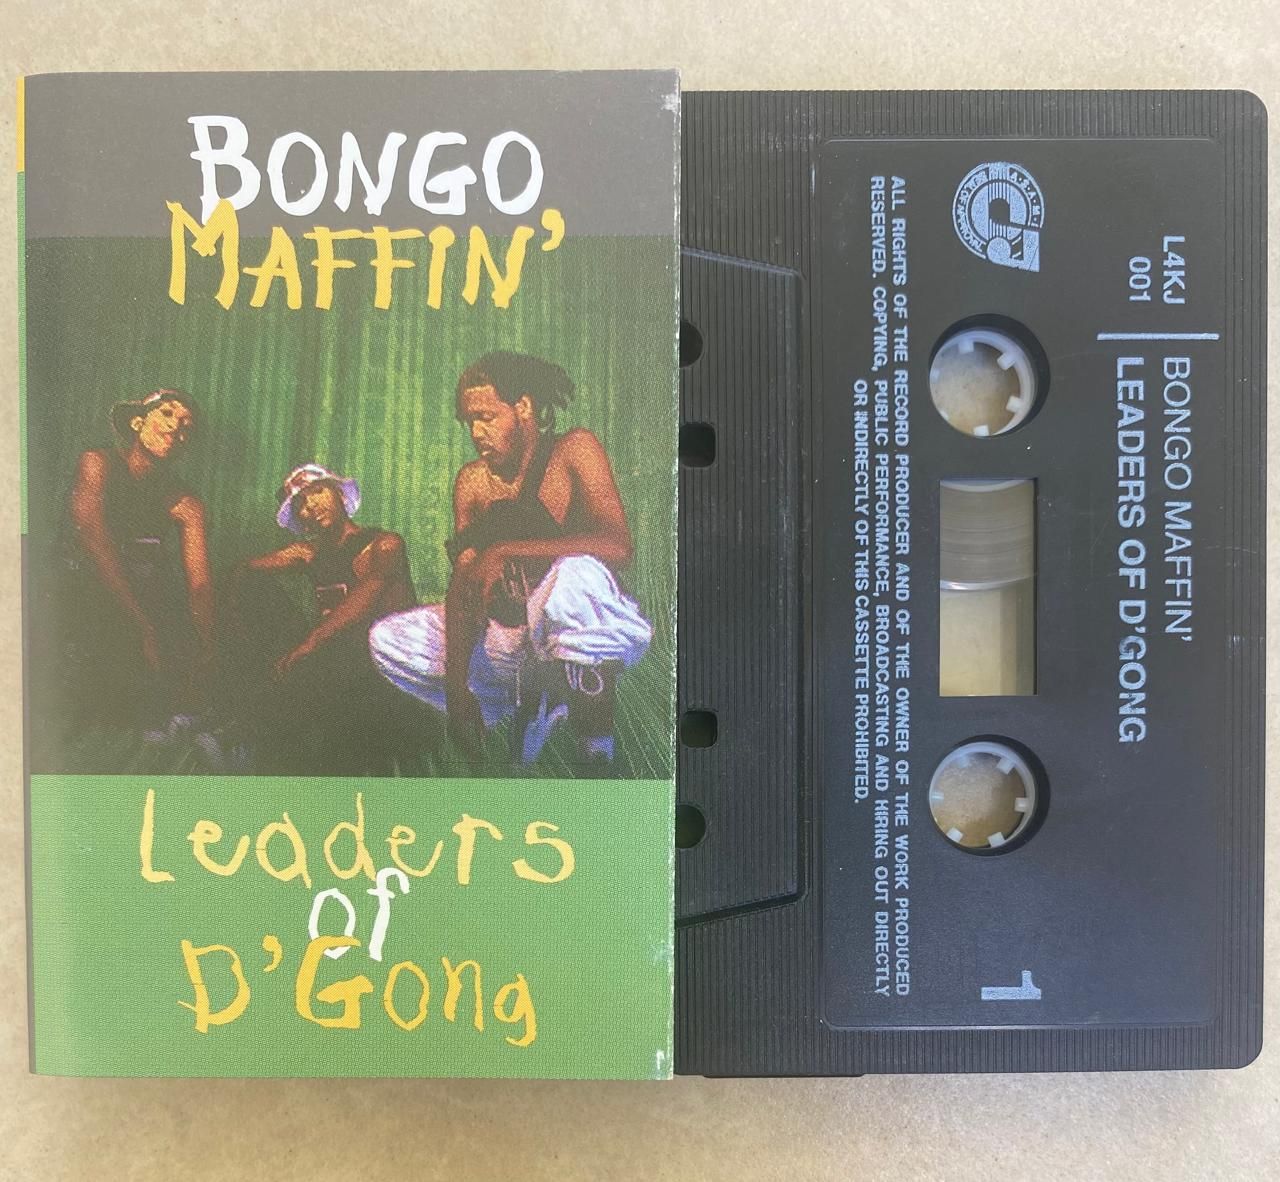 BONGO
MAFFIN'
Leaders
of
D'Gong
L4KJ
001
BONGO MAFFIN'
LEADERS OF D'GONG
1
ALL RIGHTS OF THE RECORD PRODUCER AND OF THE OWNER OF THE WORK PRODUCED
RESERVED. COPYING, PUBLIC PERFORMANCE, BROADCASTING AND HIRING OUT DIRECTLY
OR INDIRECTLY OF THIS CASSETTE PROHIBITED.